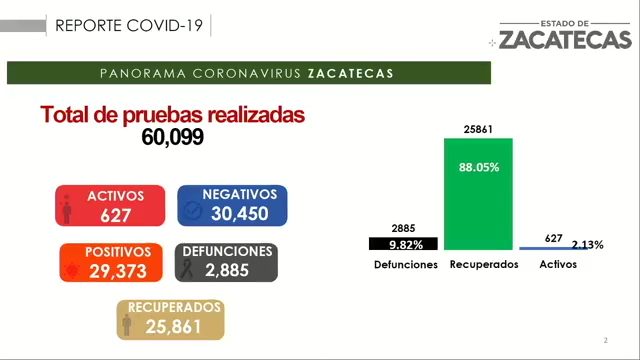 REPORTE COVID-19
ESTADO DE
ZACATECAS
PANORAMA CORONAVIRUS ZACATECAS
Total de pruebas realizadas
60,099
ACTIVOS
627
NEGATIVOS
30,450
POSITIVOS
29,373
DEFUNCIONES
2,885
RECUPERADOS
25,861
25861
88.05%
2885
9.82%
627
2.13%
Defunciones
Recuperados
Activos
2